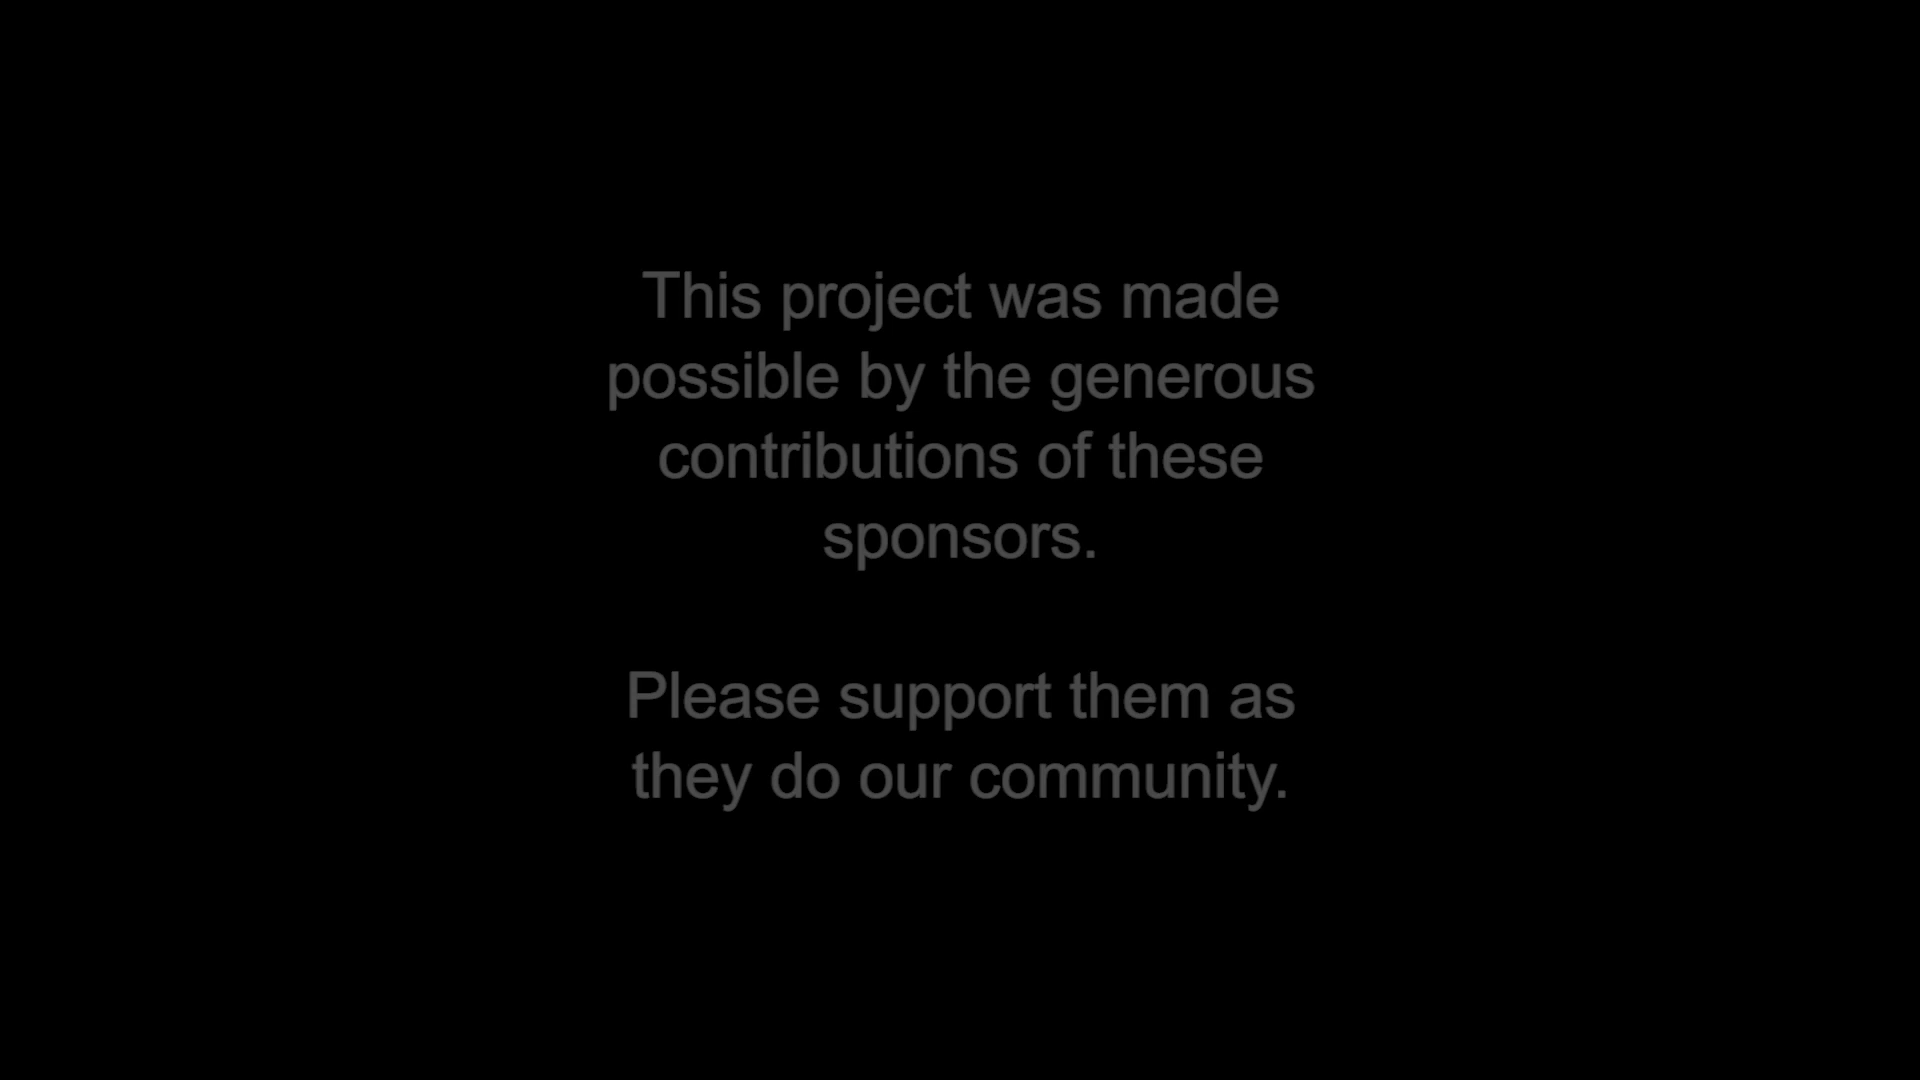 This project was made
possible by the generous
contributions of these
sponsors.
Please support them as
they do our community.